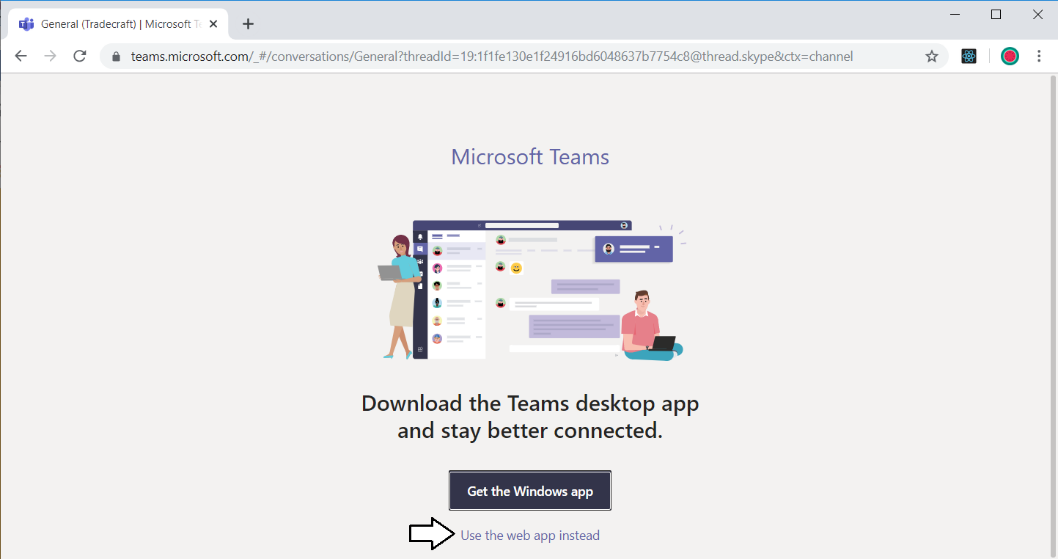 General (Tradecraft) | Microsoft Te
teams.microsoft.com/_#/conversations/General?threadId=19:1f1fe130e1f24916bd6048637b7754c8@thread.skype&ctx=channel
Microsoft Teams
Download the Teams desktop app
and stay better connected.
Get the Windows app
Use the web app instead